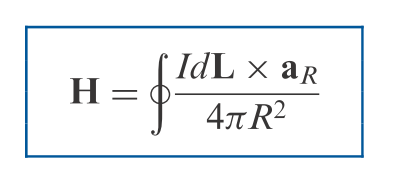 H = ∮ IdL × a_R / 4πR²